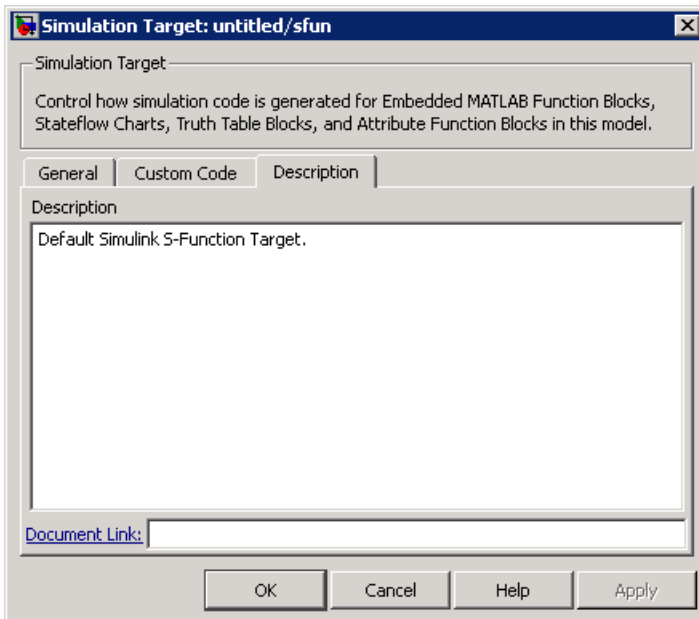 Simulation Target: untitled/sfun
Simulation Target
Control how simulation code is generated for Embedded MATLAB Function Blocks,
Stateflow Charts, Truth Table Blocks, and Attribute Function Blocks in this model.
General Custom Code Description
Description
Default Simulink S-Function Target.
Document Link:
OK Cancel Help Apply